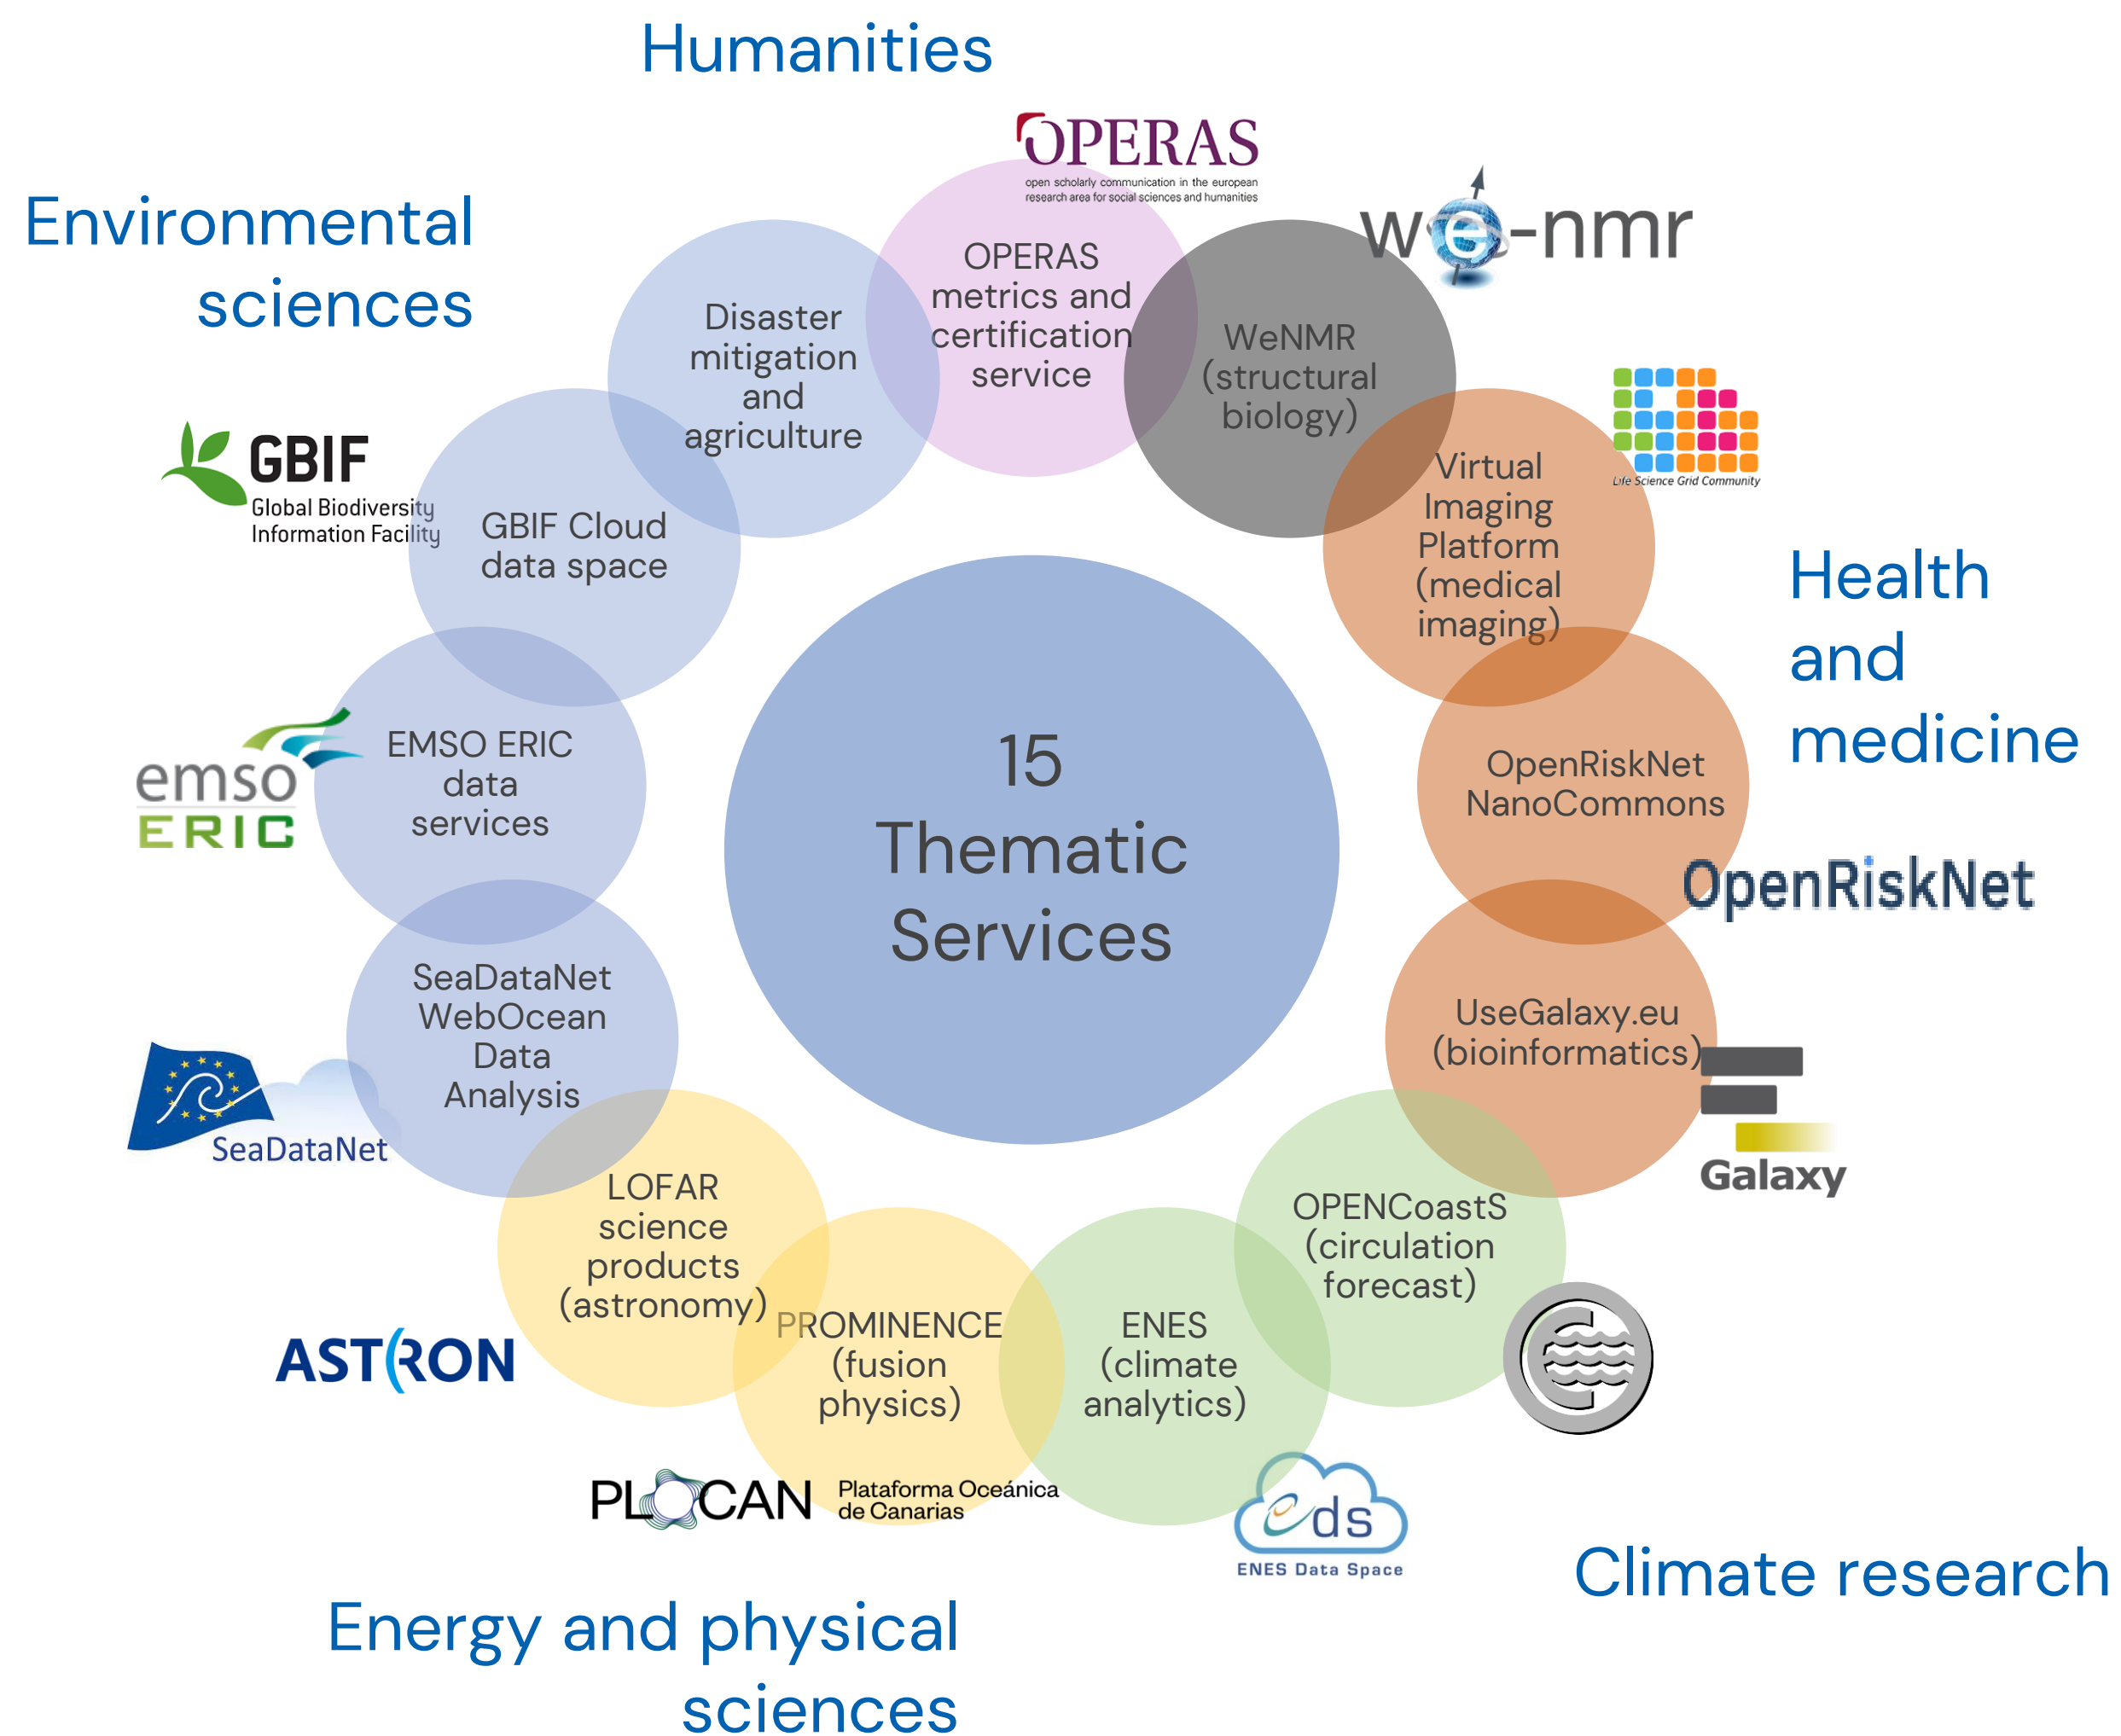 Humanities
OPERAS
open scholarly communication in the european
research area for social sciences and humanities
we-nmr
Environmental
sciences
OPERAS
metrics and
certification
service
Disaster
mitigation
and
agriculture
WeNMR
(structural
biology)
Life Science Grid Community
Virtual
Imaging
Platform
(medical
imaging)
GBIF
Global Biodiversity
Information Facility
GBIF Cloud
data space
Health
and
medicine
emso
ERIC
EMSO ERIC
data
services
15
Thematic
Services
OpenRiskNet
NanoCommons
OpenRiskNet
SeaDataNet
WebOcean
Data
Analysis
UseGalaxy.eu
(bioinformatics)
SeaDataNet
Galaxy
LOFAR
science
products
(astronomy)
OPENCoastS
(circulation
forecast)
ASTRON
PROMINENCE
(fusion
physics)
ENES
(climate
analytics)
PLOCAN
Plataforma Oceánica
de Canarias
eds
ENES Data Space
Climate research
Energy and physical
sciences